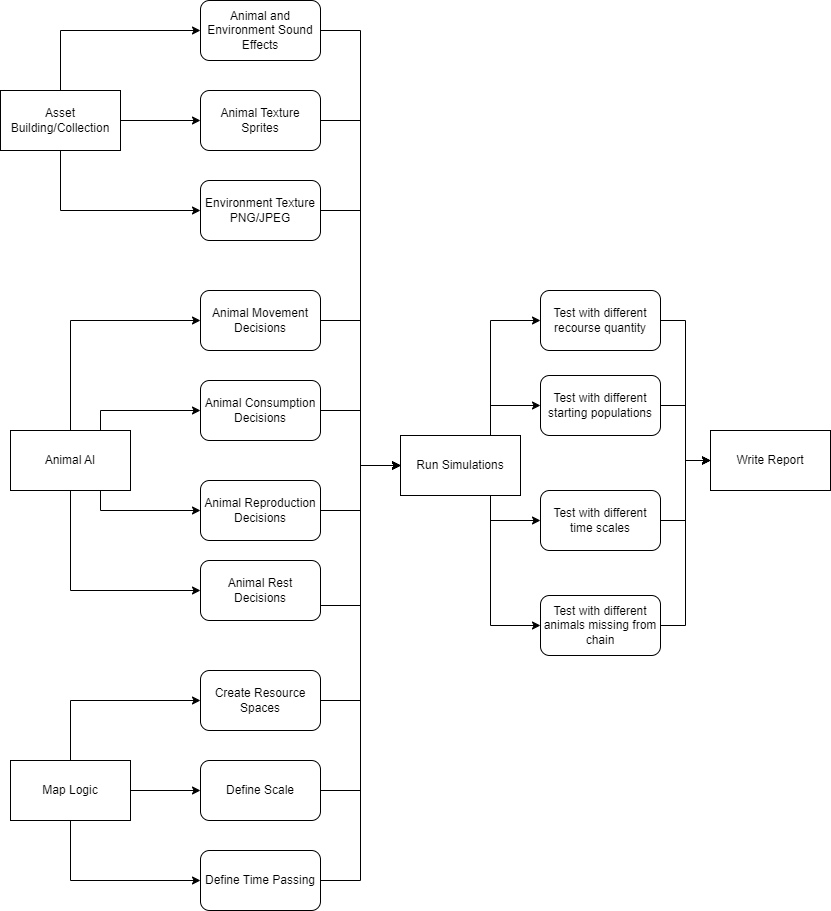 Animal and
Environment Sound
Effects
Asset
Building/Collection
Animal Texture
Sprites
Environment Texture
PNG/JPEG
Animal Movement
Decisions
Animal Consumption
Decisions
Animal AI
Animal Reproduction
Decisions
Animal Rest
Decisions
Create Resource
Spaces
Map Logic
Define Scale
Define Time Passing
Run Simulations
Test with different
recourse quantity
Test with different
starting populations
Test with different
time scales
Test with different
animals missing from
chain
Write Report